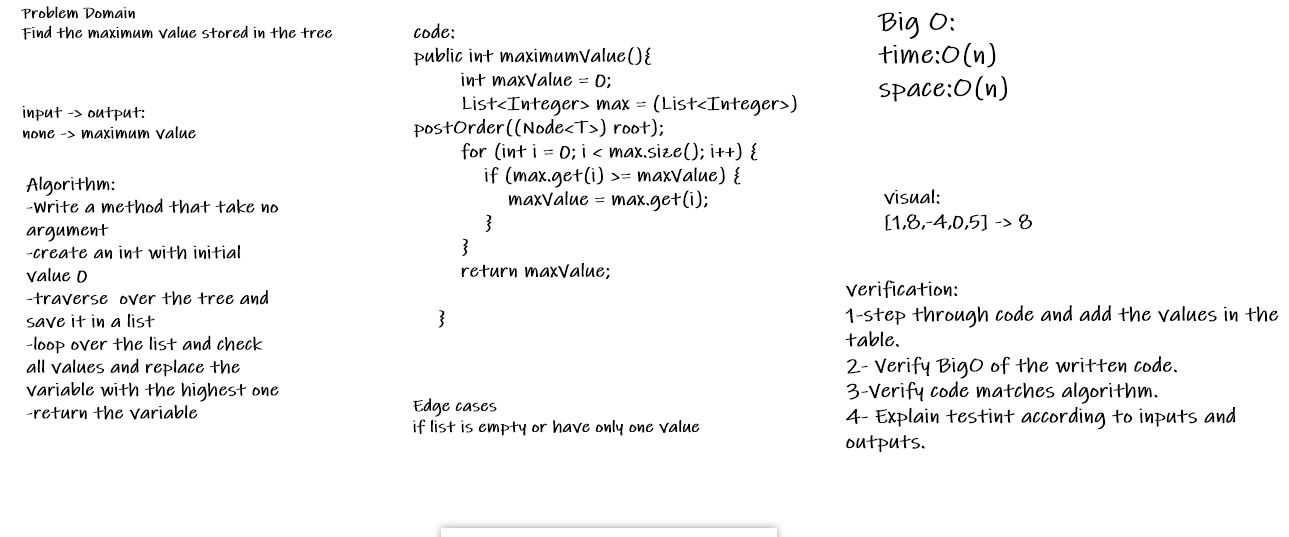 Problem Domain
Find the maximum value stored in the tree
input -> output:
none -> maximum value
Algorithm:
-Write a method that take no
argument
-create an int with initial
value 0
-traverse over the tree and
save it in a list
-loop over the list and check
all values and replace the
variable with the highest one
-return the variable
code:
public int maximumValue(){
int maxValue = 0;
List<Integer> max = (List<Integer>)
postOrder((Node<T>) root);
for (int i = 0; i < max.size(); i++) {
if (max.get(i) >= maxValue) {
maxValue = max.get(i);
}
}
return maxValue;
}
Edge cases
if list is empty or have only one value
Big O:
time:O(n)
space:O(n)
visual:
[1,8,-4,0,5] -> 8
verification:
1-step through code and add the values in the
table.
2- Verify BigO of the written code.
3-Verify code matches algorithm.
4- Explain testint according to inputs and
outputs.